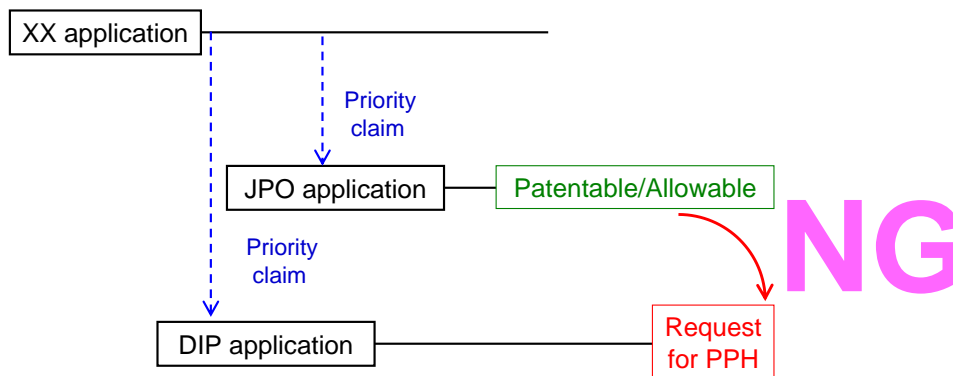 XX application
Priority
claim
JPO application
Patentable/Allowable
NG
Priority
claim
DIP application
Request
for PPH